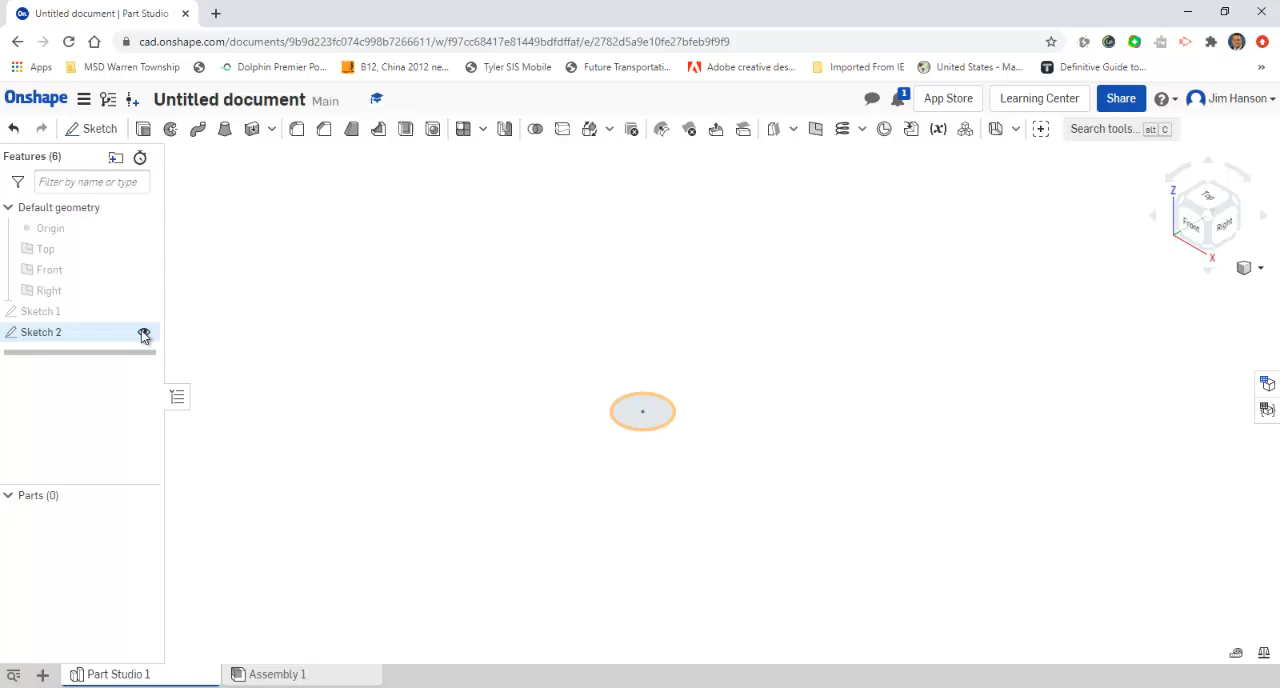 Untitled document | Part Studio
cad.onshape.com/documents/9b9d223fc074c998b7266611/w/f97cc68417e81449bdfdffaf/e/2782d5a9e10fe27bfeb9f9f9
Apps MSD Warren Township Dolphin Premier Po... B12, China 2012 ne... Tyler SIS Mobile Future Transportati... Adobe creative des... Imported From IE United States - Ma... Definitive Guide to... »
Onshape Untitled document Main 1 App Store Learning Center Share Jim Hanson
Sketch (x) Search tools... alt C
Features (6)
Filter by name or type
Default geometry
Origin
Top
Front
Right
Sketch 1
Sketch 2
Parts (0)
Z
Top
Front
Right
X
Part Studio 1 Assembly 1